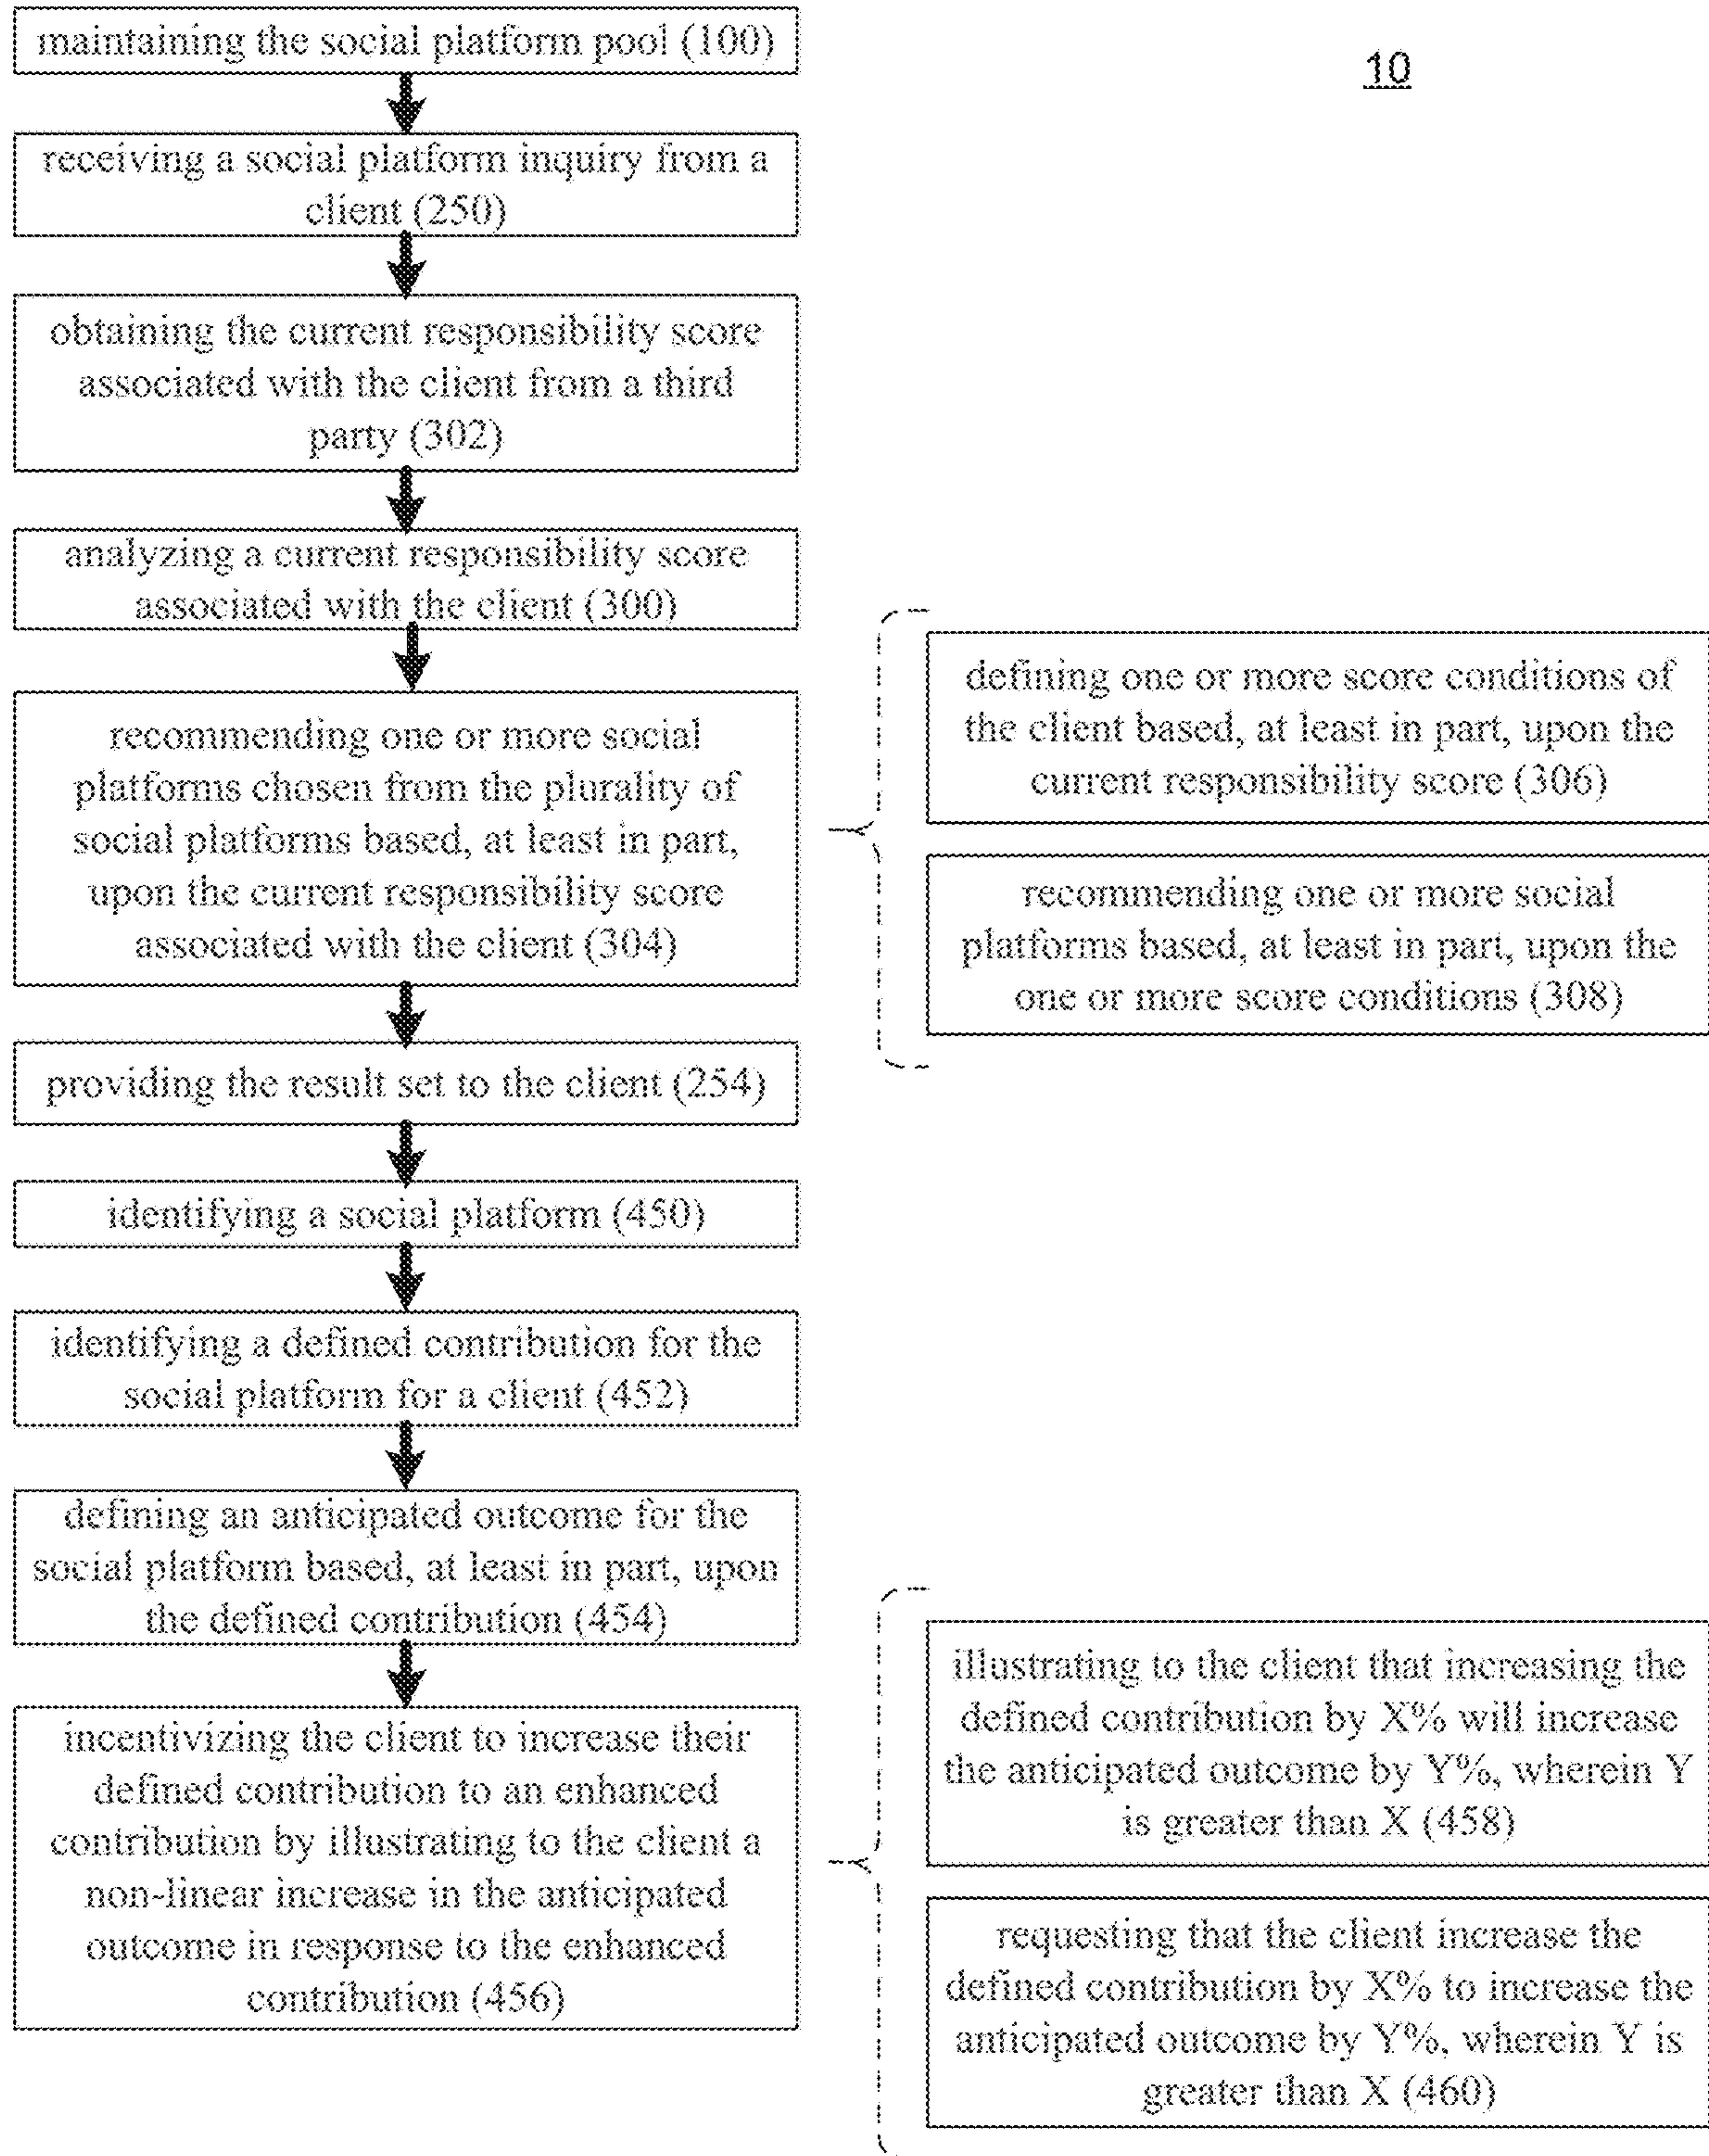 maintaining the social platform pool (100)
10
receiving a social platform inquiry from a
client (250)
obtaining the current responsibility score
associated with the client from a third
party (302)
analyzing a current responsibility score
associated with the client (300)
recommending one or more social
platforms chosen from the plurality of
social platforms based, at least in part,
upon the current responsibility score
associated with the client (304)
defining one or more score conditions of
the client based, at least in part, upon the
current responsibility score (306)
recommending one or more social
platforms based, at least in part, upon the
one or more score conditions (308)
providing the result set to the client (254)
identifying a social platform (450)
identifying a defined contribution for the
social platform for a client (452)
defining an anticipated outcome for the
social platform based, at least in part, upon
the defined contribution (454)
incentivizing the client to increase their
defined contribution to an enhanced
contribution by illustrating to the client a
non-linear increase in the anticipated
outcome in response to the enhanced
contribution (456)
illustrating to the client that increasing the
defined contribution by X% will increase
the anticipated outcome by Y%, wherein Y
is greater than X (458)
requesting that the client increase the
defined contribution by X% to increase the
anticipated outcome by Y%, wherein Y is
greater than X (460)